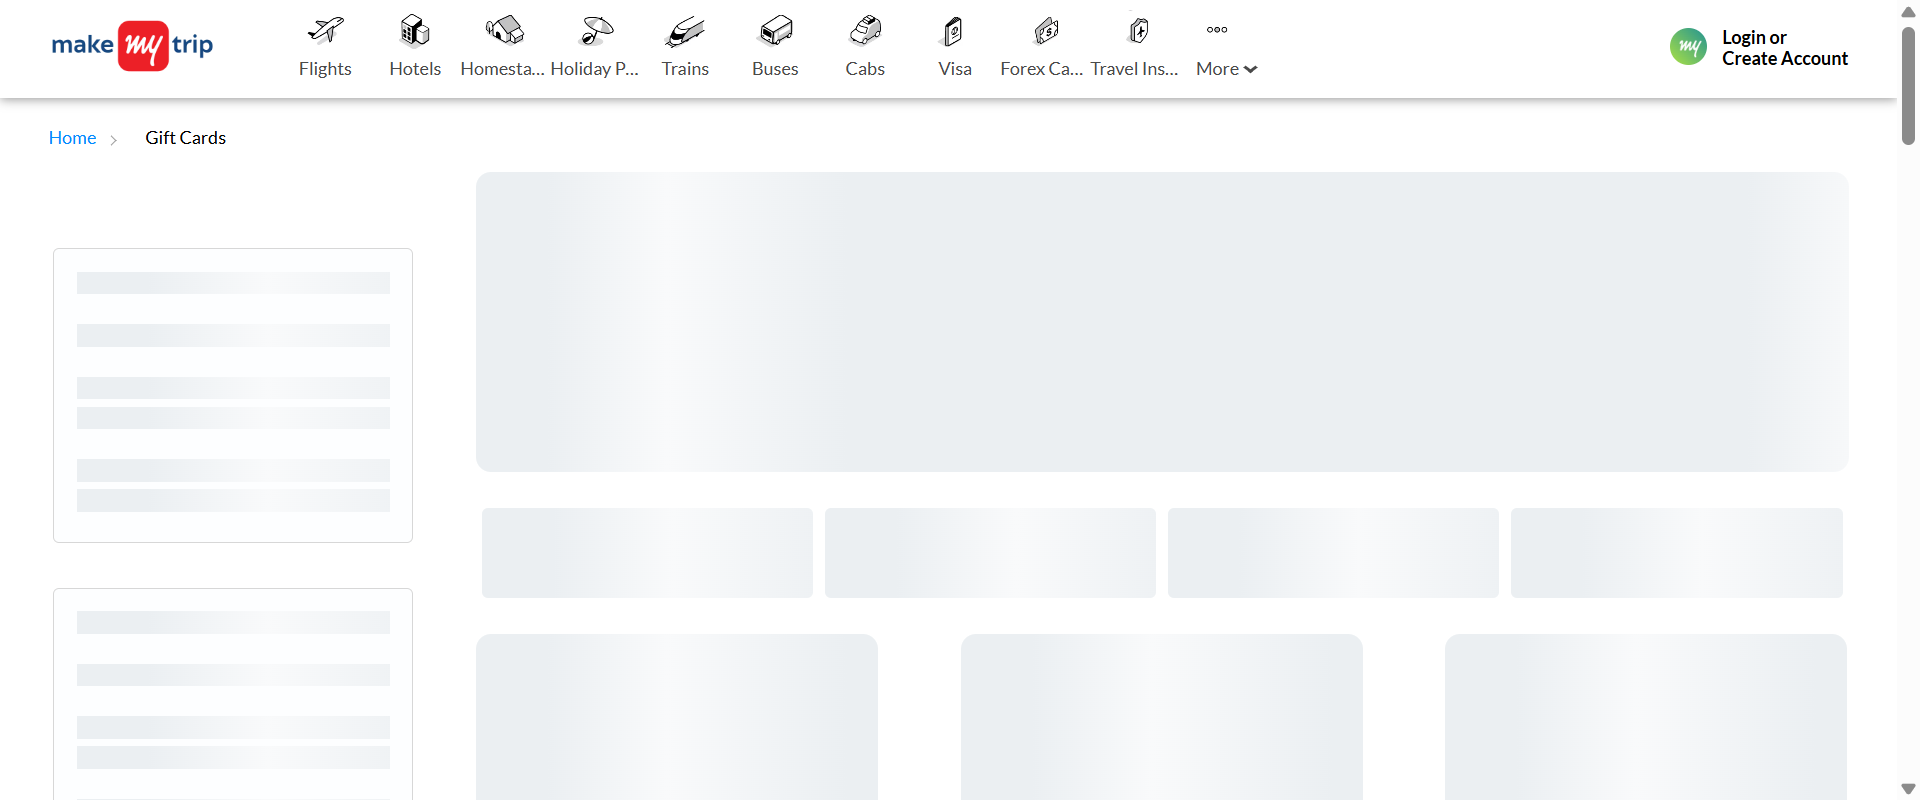 make my trip
Flights
Hotels
Homesta...
Holiday P...
Trains
Buses
Cabs
Visa
Forex Ca...
Travel Ins...
More
my
Login or
Create Account
Home
Gift Cards